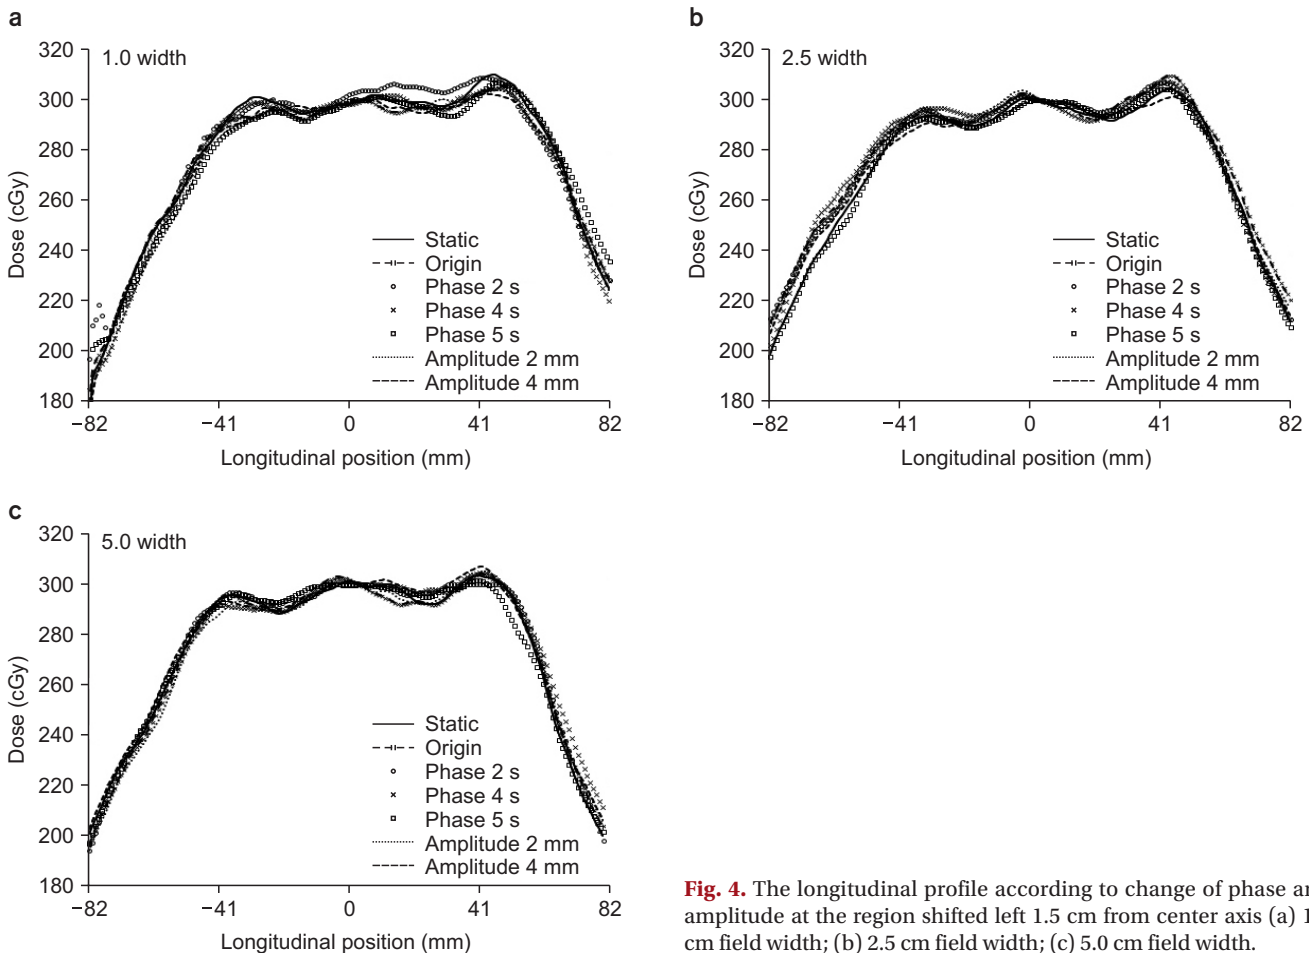 a
1.0 width
320
300
280
260
240
220
200
180
Dose (cGy)
−82 −41 0 41 82
Longitudinal position (mm)
Static
Origin
Phase 2 s
Phase 4 s
Phase 5 s
Amplitude 2 mm
Amplitude 4 mm
b
2.5 width
320
300
280
260
240
220
200
180
Dose (cGy)
−82 −41 0 41 82
Longitudinal position (mm)
Static
Origin
Phase 2 s
Phase 4 s
Phase 5 s
Amplitude 2 mm
Amplitude 4 mm
c
5.0 width
320
300
280
260
240
220
200
180
Dose (cGy)
−82 −41 0 41 82
Longitudinal position (mm)
Static
Origin
Phase 2 s
Phase 4 s
Phase 5 s
Amplitude 2 mm
Amplitude 4 mm
Fig. 4. The longitudinal profile according to change of phase
amplitude at the region shifted left 1.5 cm from center axis (a)
cm field width; (b) 2.5 cm field width; (c) 5.0 cm field width.